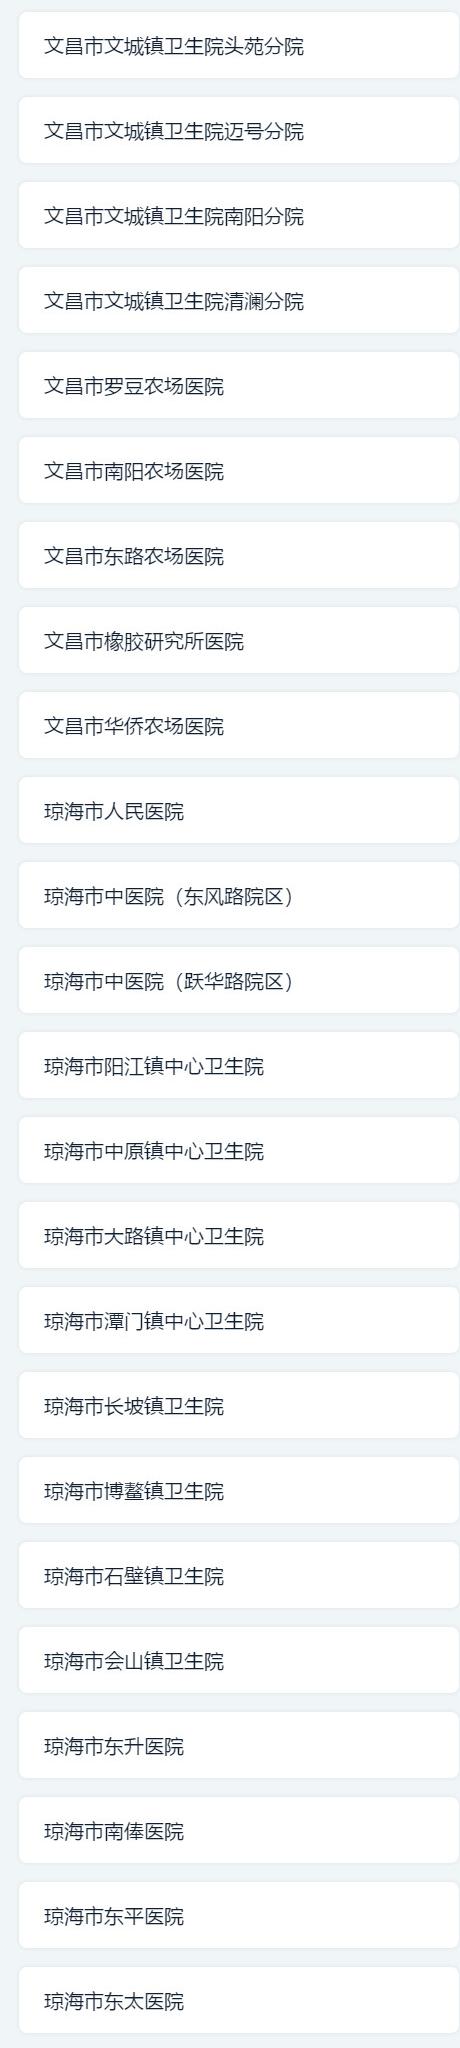 文昌市文城镇卫生院头苑分院
文昌市文城镇卫生院迈号分院
文昌市文城镇卫生院南阳分院
文昌市文城镇卫生院清澜分院
文昌市罗豆农场医院
文昌市南阳农场医院
文昌市东路农场医院
文昌市橡胶研究所医院
文昌市华侨农场医院
琼海市人民医院
琼海市中医院（东风路院区）
琼海市中医院（跃华路院区）
琼海市阳江镇中心卫生院
琼海市中原镇中心卫生院
琼海市大路镇中心卫生院
琼海市潭门镇中心卫生院
琼海市长坡镇卫生院
琼海市博鳌镇卫生院
琼海市石壁镇卫生院
琼海市会山镇卫生院
琼海市东升医院
琼海市南俸医院
琼海市东平医院
琼海市东太医院